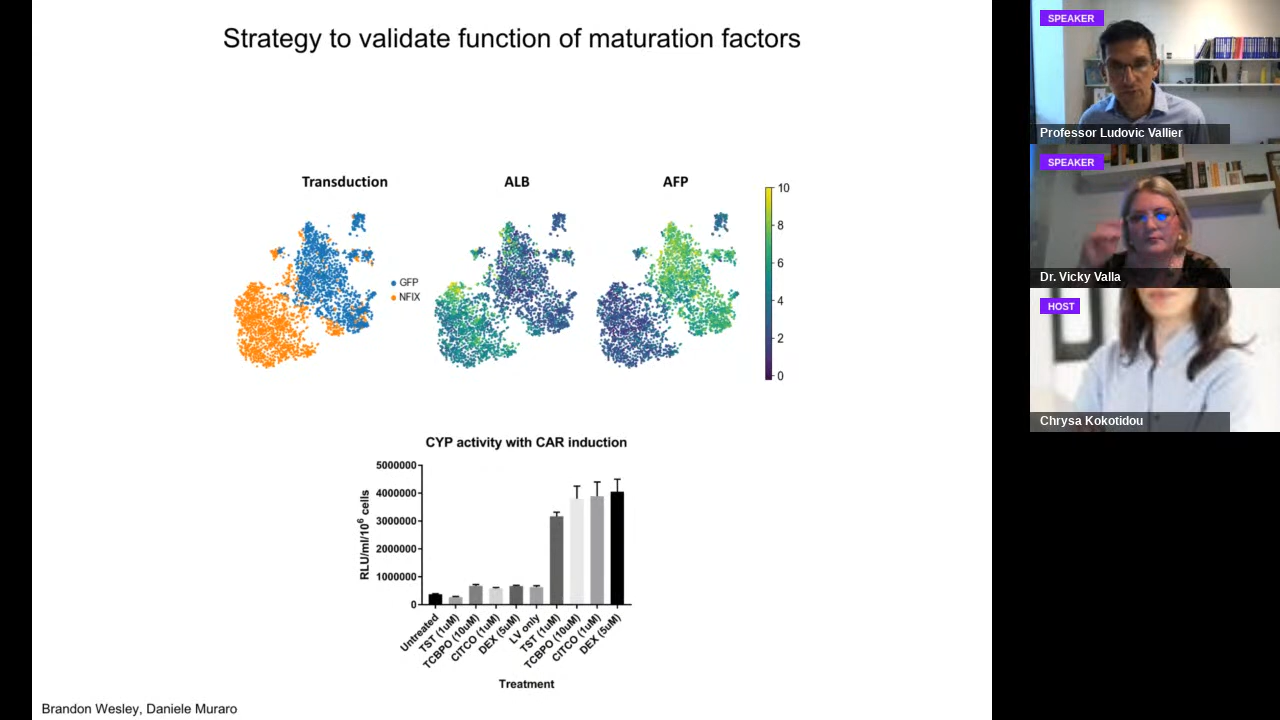 Strategy to validate function of maturation factors
Transduction
ALB
AFP
GFP
NFIX
10
8
6
4
2
0
CYP activity with CAR induction
RLU/ml/10⁶ cells
5000000
4000000
3000000
2000000
1000000
0
Untreated
TST (1uM)
TCBPO (10uM)
CITCO (1uM)
DEX (5uM)
LV only
TST (1uM)
TCBPO (10uM)
CITCO (1uM)
DEX (5uM)
Treatment
Brandon Wesley, Daniele Muraro
SPEAKER
Professor Ludovic Vallier
SPEAKER
Dr. Vicky Valla
HOST
Chrysa Kokotidou